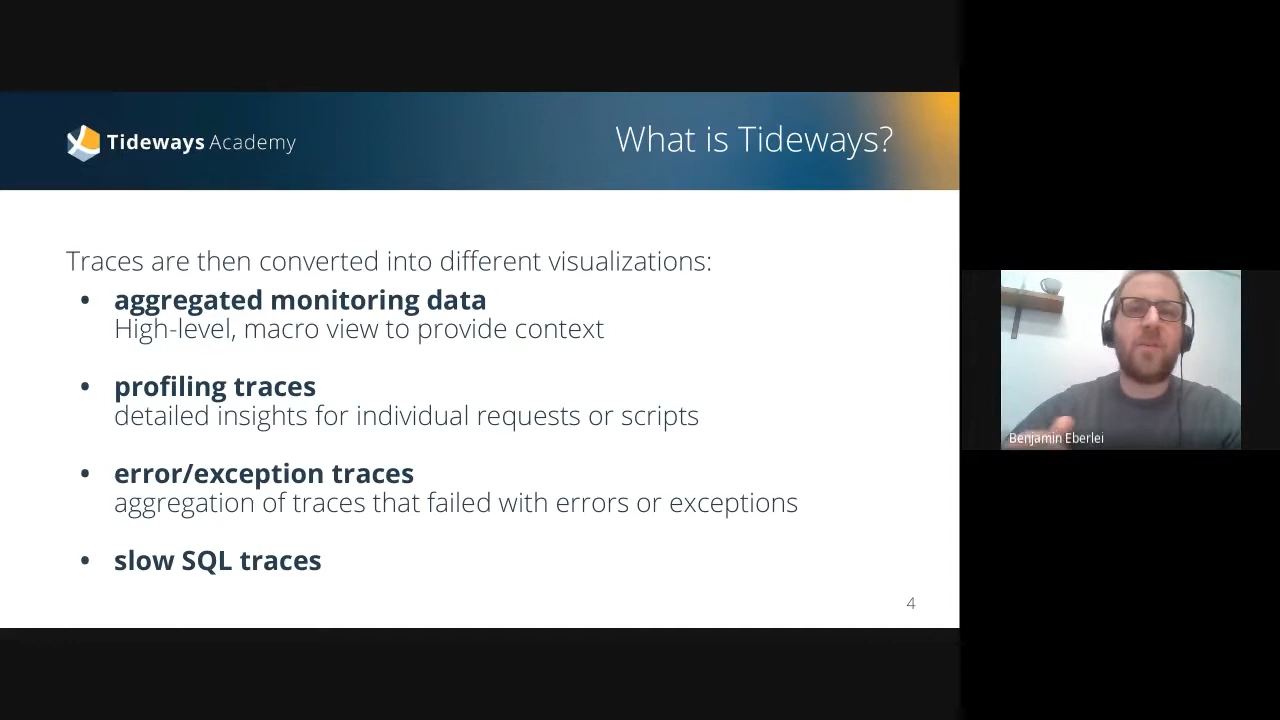 Tideways Academy
What is Tideways?
Traces are then converted into different visualizations:
• aggregated monitoring data
High-level, macro view to provide context
• profiling traces
detailed insights for individual requests or scripts
• error/exception traces
aggregation of traces that failed with errors or exceptions
• slow SQL traces
4
Benjamin Eberlei